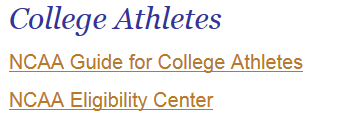 College Athletes
NCAA Guide for College Athletes
NCAA Eligibility Center